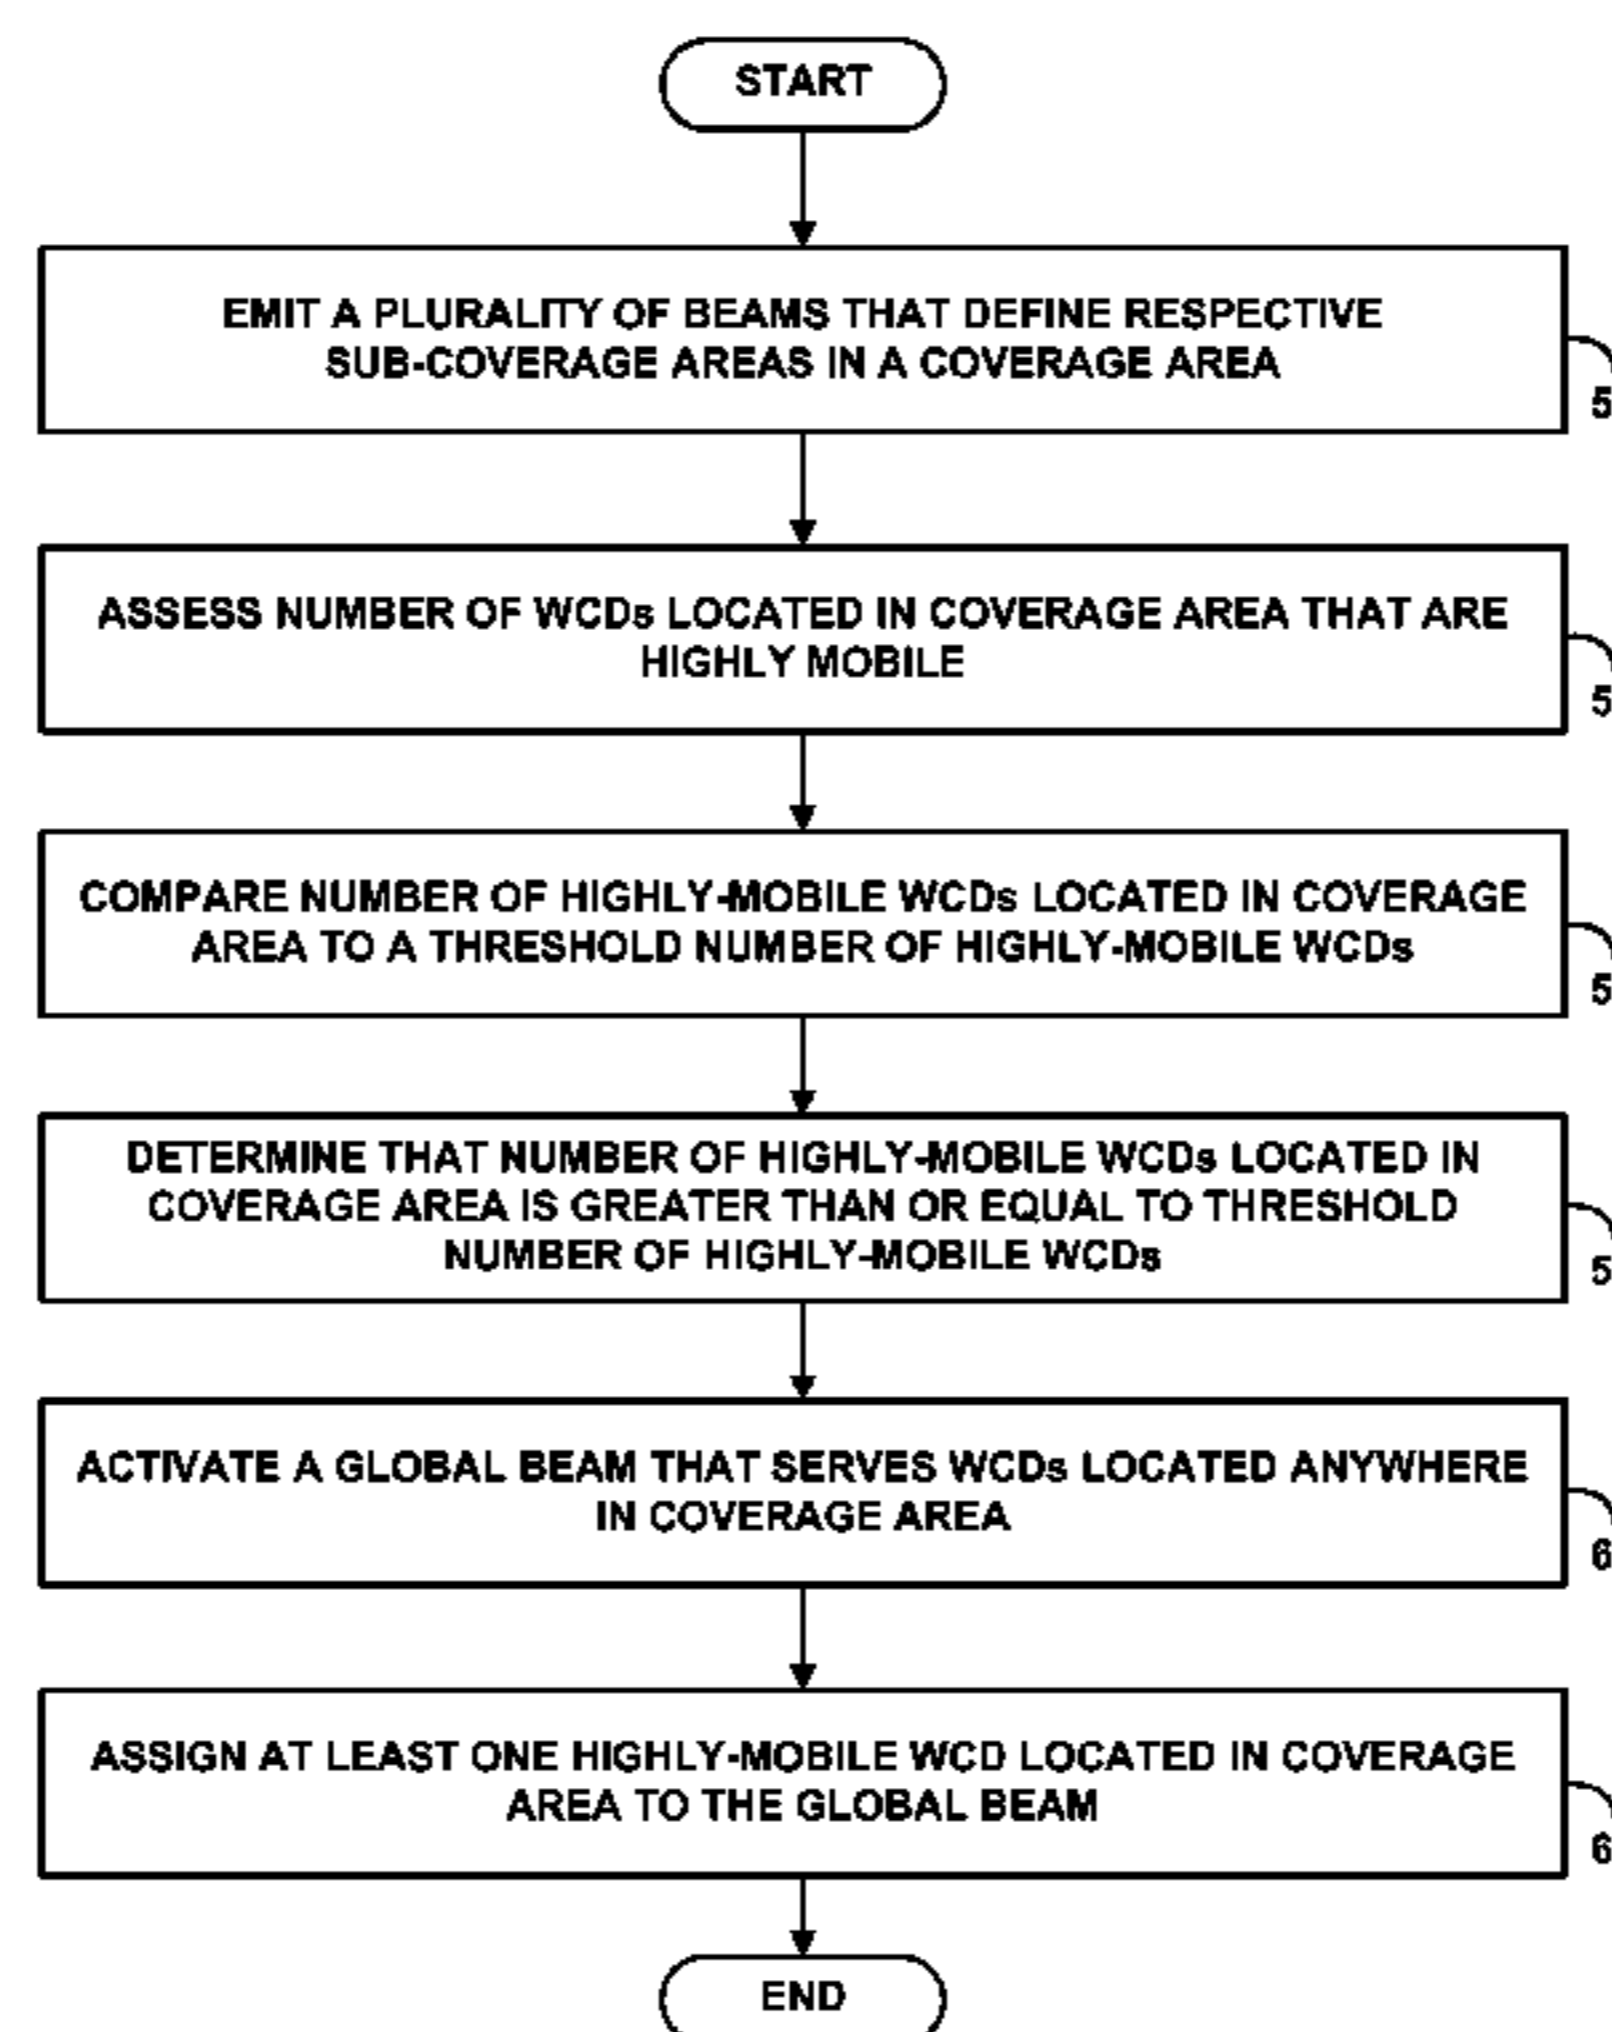 START
EMIT A PLURALITY OF BEAMS THAT DEFINE RESPECTIVE
SUB-COVERAGE AREAS IN A COVERAGE AREA
5
ASSESS NUMBER OF WCDs LOCATED IN COVERAGE AREA THAT ARE
HIGHLY MOBILE
5
COMPARE NUMBER OF HIGHLY-MOBILE WCDs LOCATED IN COVERAGE
AREA TO A THRESHOLD NUMBER OF HIGHLY-MOBILE WCDs
5
DETERMINE THAT NUMBER OF HIGHLY-MOBILE WCDs LOCATED IN
COVERAGE AREA IS GREATER THAN OR EQUAL TO THRESHOLD
NUMBER OF HIGHLY-MOBILE WCDs
5
ACTIVATE A GLOBAL BEAM THAT SERVES WCDs LOCATED ANYWHERE
IN COVERAGE AREA
6
ASSIGN AT LEAST ONE HIGHLY-MOBILE WCD LOCATED IN COVERAGE
AREA TO THE GLOBAL BEAM
6
END